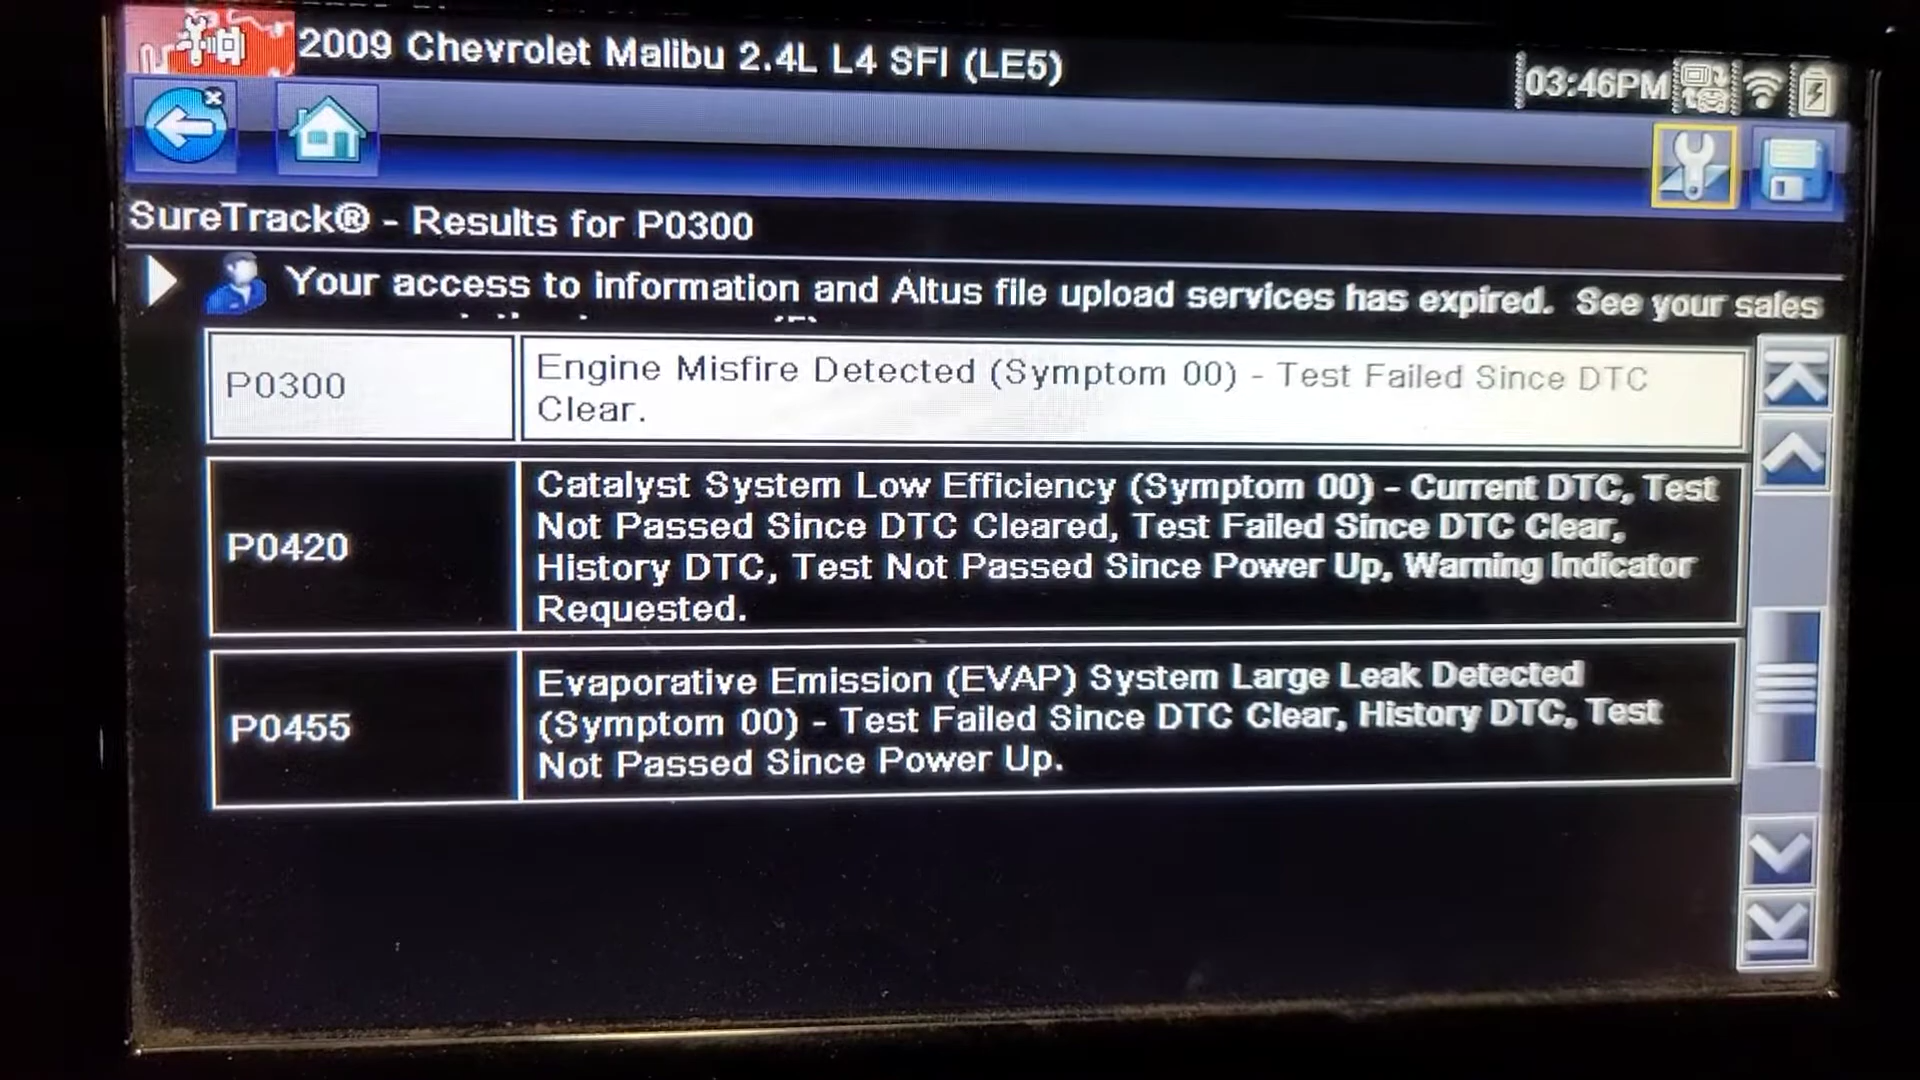 2009 Chevrolet Malibu 2.4L L4 SFI (LE5)
03:46PM
SureTrack® - Results for P0300
Your access to information and Altus file upload services has expired. See your sales
P0300
Engine Misfire Detected (Symptom 00) - Test Failed Since DTC
Clear.
P0420
Catalyst System Low Efficiency (Symptom 00) - Current DTC, Test
Not Passed Since DTC Cleared, Test Failed Since DTC Clear,
History DTC, Test Not Passed Since Power Up, Warning Indicator
Requested.
P0455
Evaporative Emission (EVAP) System Large Leak Detected
(Symptom 00) - Test Failed Since DTC Clear, History DTC, Test
Not Passed Since Power Up.